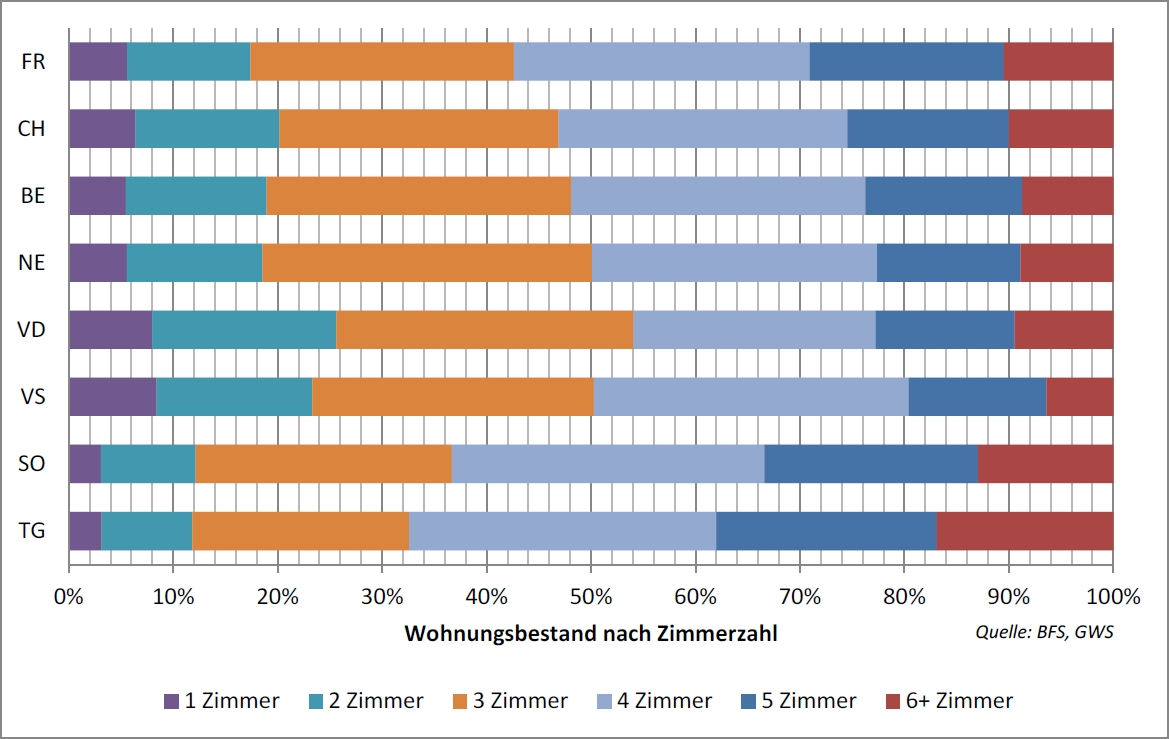 FR
CH
BE
NE
VD
VS
SO
TG
0% 10% 20% 30% 40% 50% 60% 70% 80% 90% 100%
Wohnungsbestand nach Zimmerzahl
Quelle: BFS, GWS
1 Zimmer 2 Zimmer 3 Zimmer 4 Zimmer 5 Zimmer 6+ Zimmer